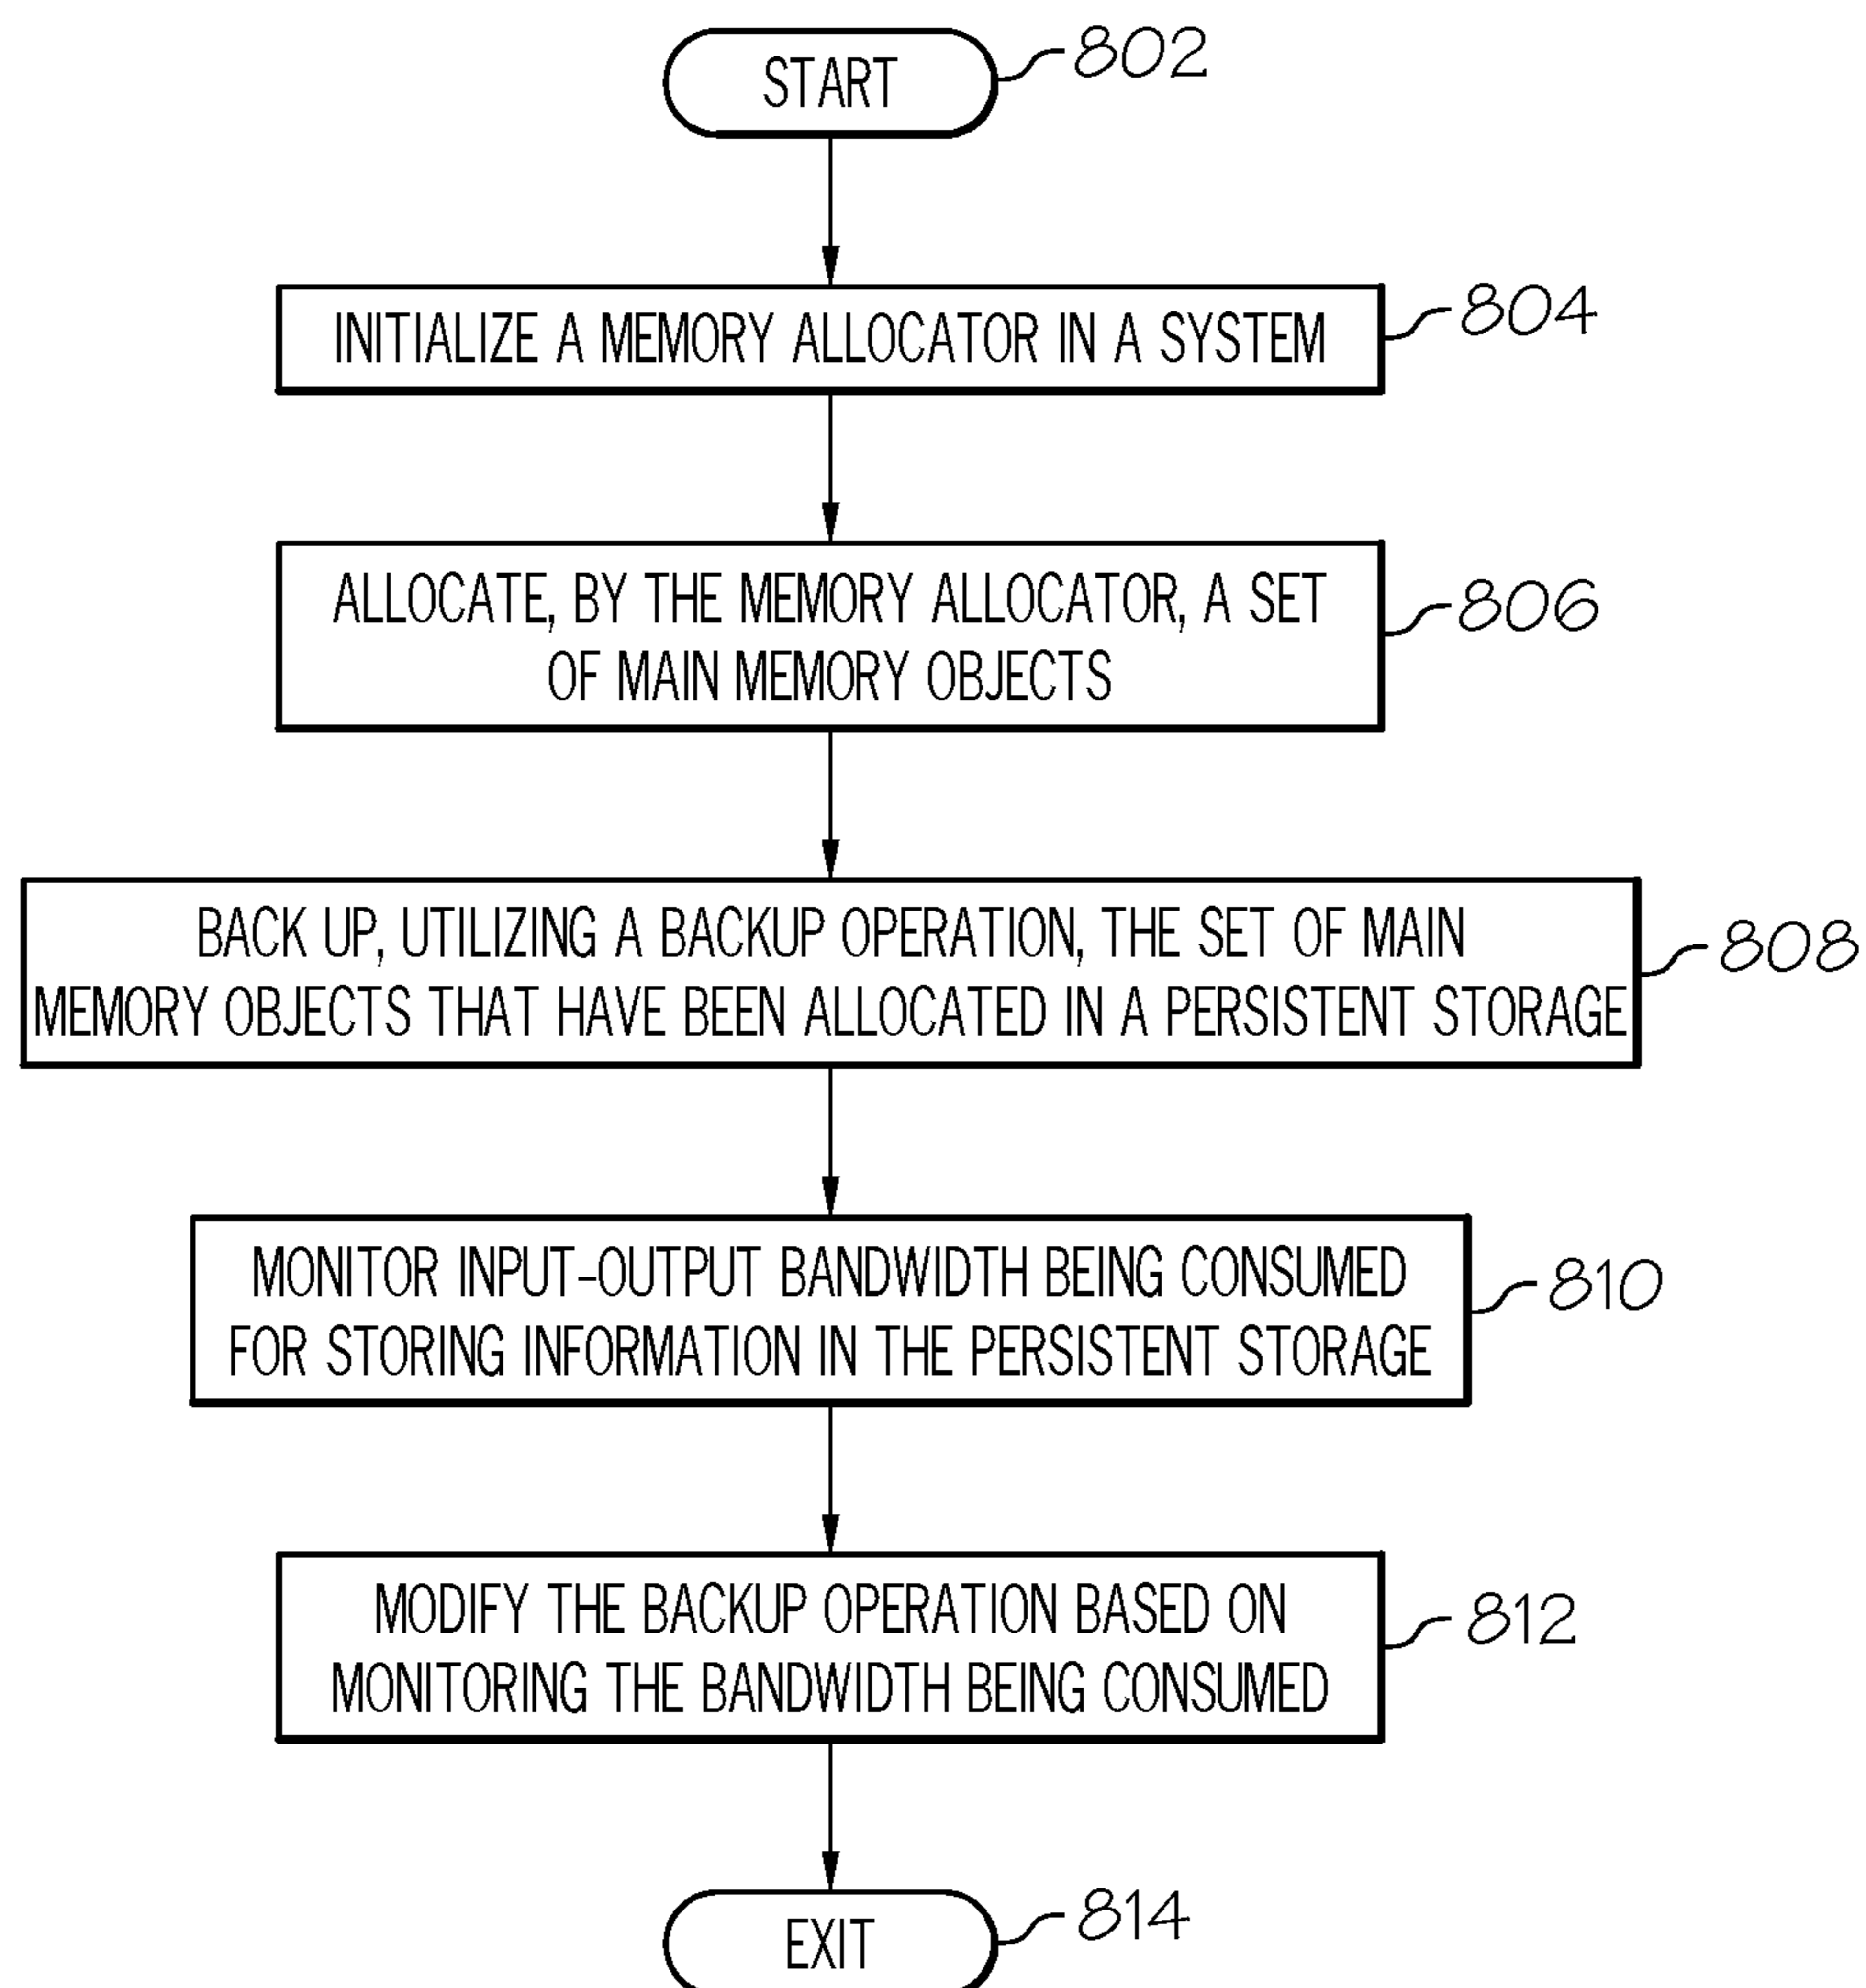 START
802
INITIALIZE A MEMORY ALLOCATOR IN A SYSTEM
804
ALLOCATE, BY THE MEMORY ALLOCATOR, A SET
OF MAIN MEMORY OBJECTS
806
BACK UP, UTILIZING A BACKUP OPERATION, THE SET OF MAIN
MEMORY OBJECTS THAT HAVE BEEN ALLOCATED IN A PERSISTENT STORAGE
808
MONITOR INPUT-OUTPUT BANDWIDTH BEING CONSUMED
FOR STORING INFORMATION IN THE PERSISTENT STORAGE
810
MODIFY THE BACKUP OPERATION BASED ON
MONITORING THE BANDWIDTH BEING CONSUMED
812
EXIT
814